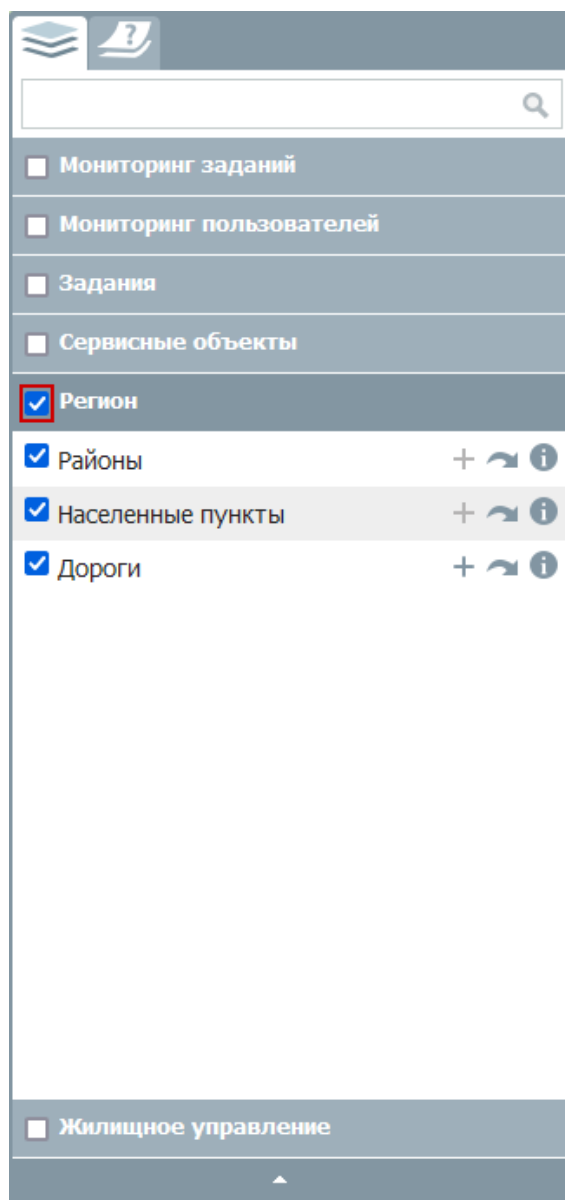 Мониторинг заданий
Мониторинг пользователей
Задания
Сервисные объекты
Регион
Районы
Населенные пункты
Дороги
Жилищное управление